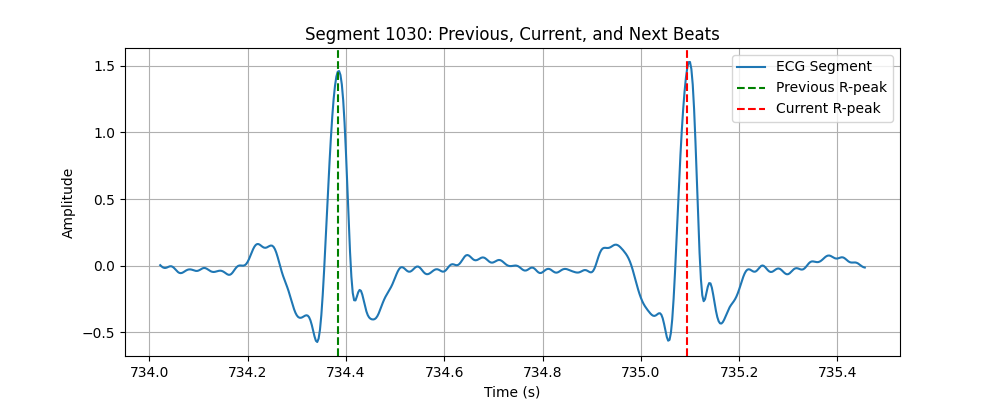 Segment 1030: Previous, Current, and Next Beats
ECG Segment
Previous R-peak
Current R-peak
Amplitude
1.5
1.0
0.5
0.0
−0.5
734.0 734.2 734.4 734.6 734.8 735.0 735.2 735.4
Time (s)